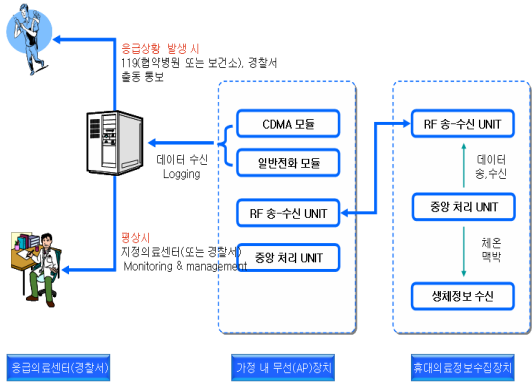 응급상황 발생 시
119(협약병원 또는 보건소), 경찰서
출동 통보
데이터 수신
Logging
평상시
지정의료센터(또는 경찰서)
Monitoring & management
CDMA 모듈
일반전화 모듈
RF 송-수신 UNIT
중앙 처리 UNIT
RF 송-수신 UNIT
데이터
송,수신
중앙 처리 UNIT
체온
맥박
생체정보 수신
응급의료센터(경찰서)
가정 내 무선(AP)장치
휴대의료정보수집장치